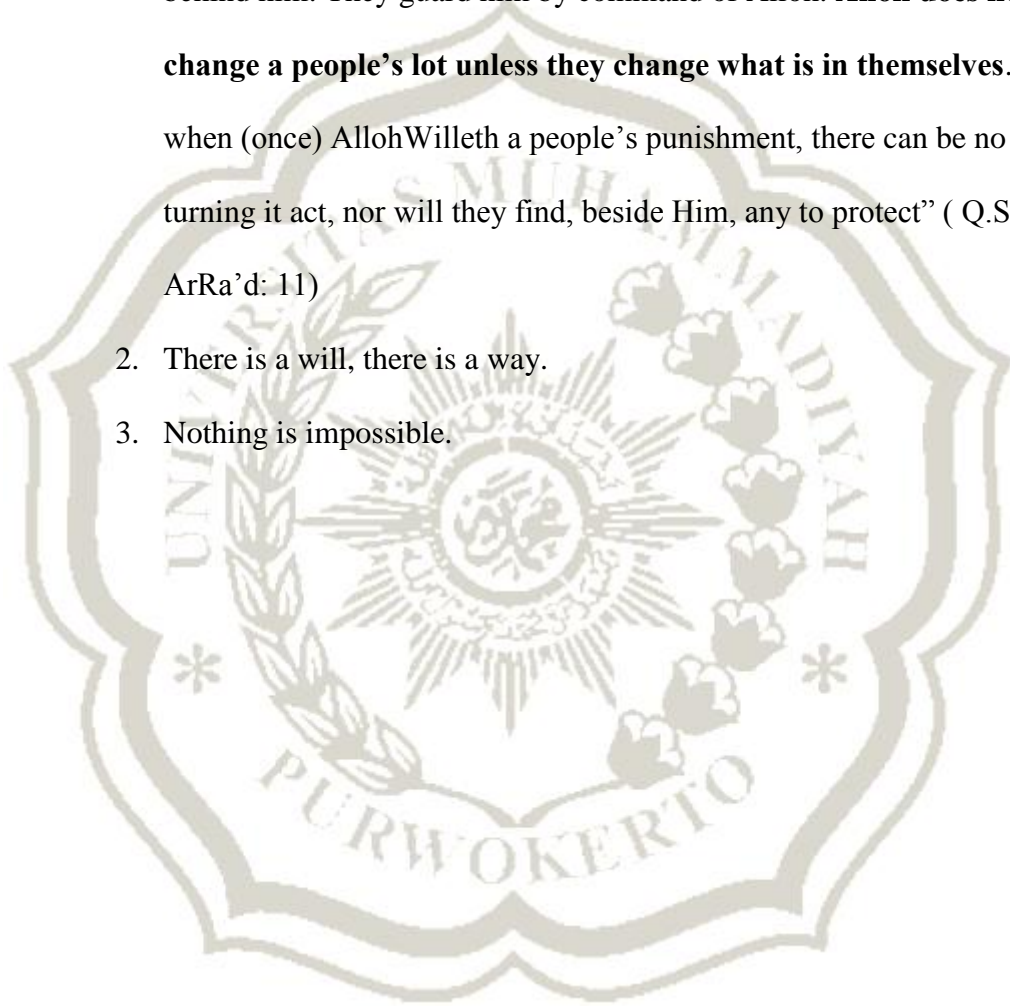 change a people’s lot unless they change what is in themselves.
when (once) AllohWilleth a people’s punishment, there can be no
turning it act, nor will they find, beside Him, any to protect” ( Q.S
ArRa’d: 11)
2. There is a will, there is a way.
3. Nothing is impossible.
UNIVERSITAS MUHAMMADIYAH
PURWOKERTO